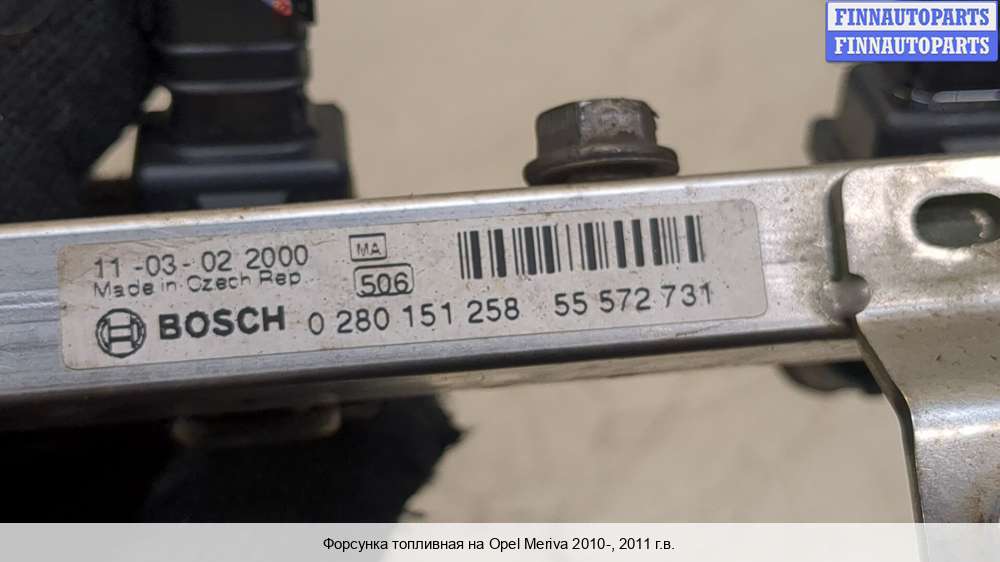 FINNAUTOPARTS
FINNAUTOPARTS
11-03-02 2000
MA
Made in Czech Rep.
506
BOSCH 0 280 151 258 55 572 731
Форсунка топливная на Opel Meriva 2010-, 2011 г.в.